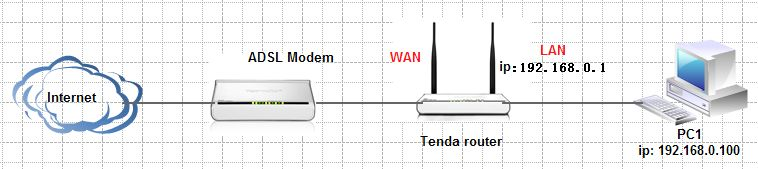 ADSL Modem
WAN
LAN
ip:192.168.0.1
Internet
Tenda router
PC1
ip: 192.168.0.100